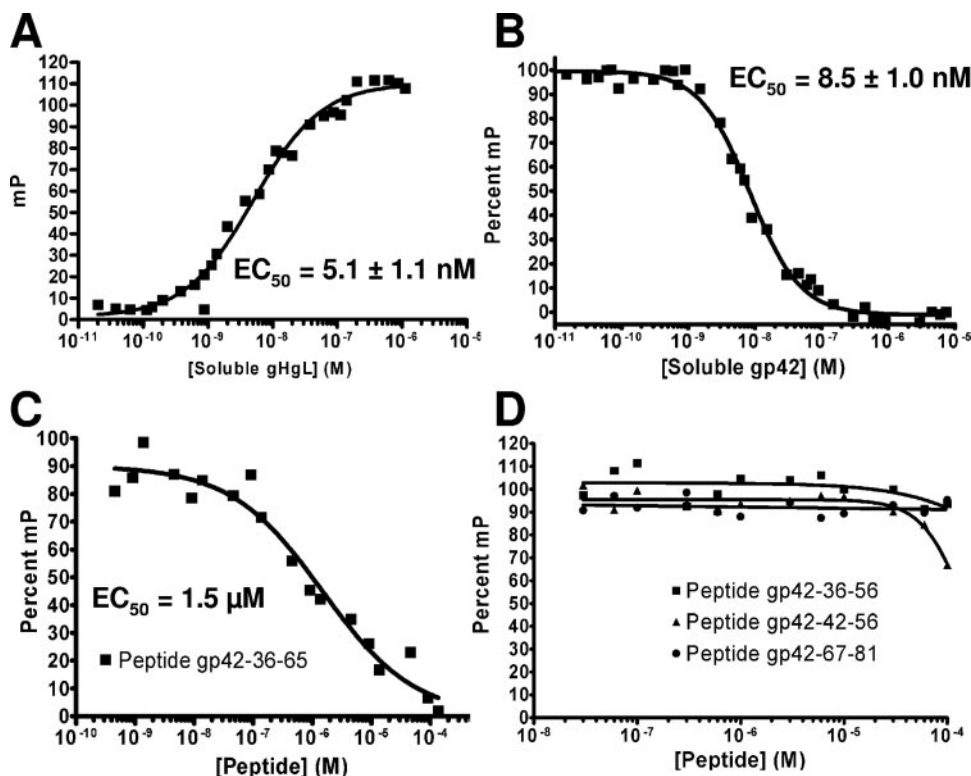 A
120
110
100
90
80
70
60
50
40
30
20
10
0
mP
EC50 = 5.1 ± 1.1 nM
10-11 10-10 10-9 10-8 10-7 10-6 10-5
[Soluble gHgL] (M)
B
100
90
80
70
60
50
40
30
20
10
0
Percent mP
EC50 = 8.5 ± 1.0 nM
10-11 10-10 10-9 10-8 10-7 10-6 10-5
[Soluble gp42] (M)
C
100
90
80
70
60
50
40
30
20
10
0
Percent mP
EC50 = 1.5 µM
Peptide gp42-36-65
10-10 10-9 10-8 10-7 10-6 10-5 10-4
[Peptide] (M)
D
120
110
100
90
80
70
60
50
40
30
20
10
0
Percent mP
Peptide gp42-36-56
Peptide gp42-42-56
Peptide gp42-67-81
10-8 10-7 10-6 10-5 10-4
[Peptide] (M)